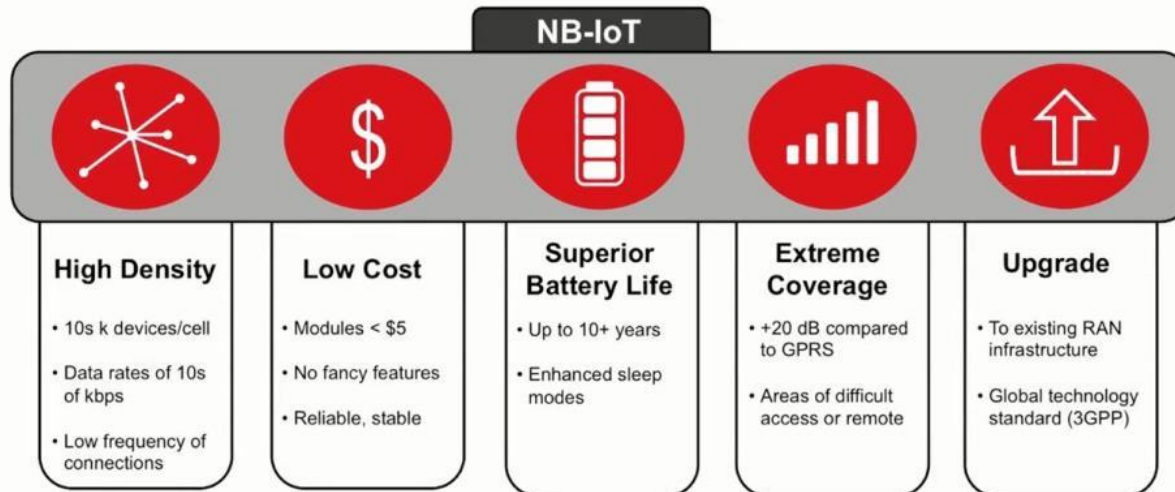 NB-IoT
$
High Density
• 10s k devices/cell
• Data rates of 10s
of kbps
• Low frequency of
connections
Low Cost
• Modules < $5
• No fancy features
• Reliable, stable
Superior
Battery Life
• Up to 10+ years
• Enhanced sleep
modes
Extreme
Coverage
• +20 dB compared
to GPRS
• Areas of difficult
access or remote
Upgrade
• To existing RAN
infrastructure
• Global technology
standard (3GPP)